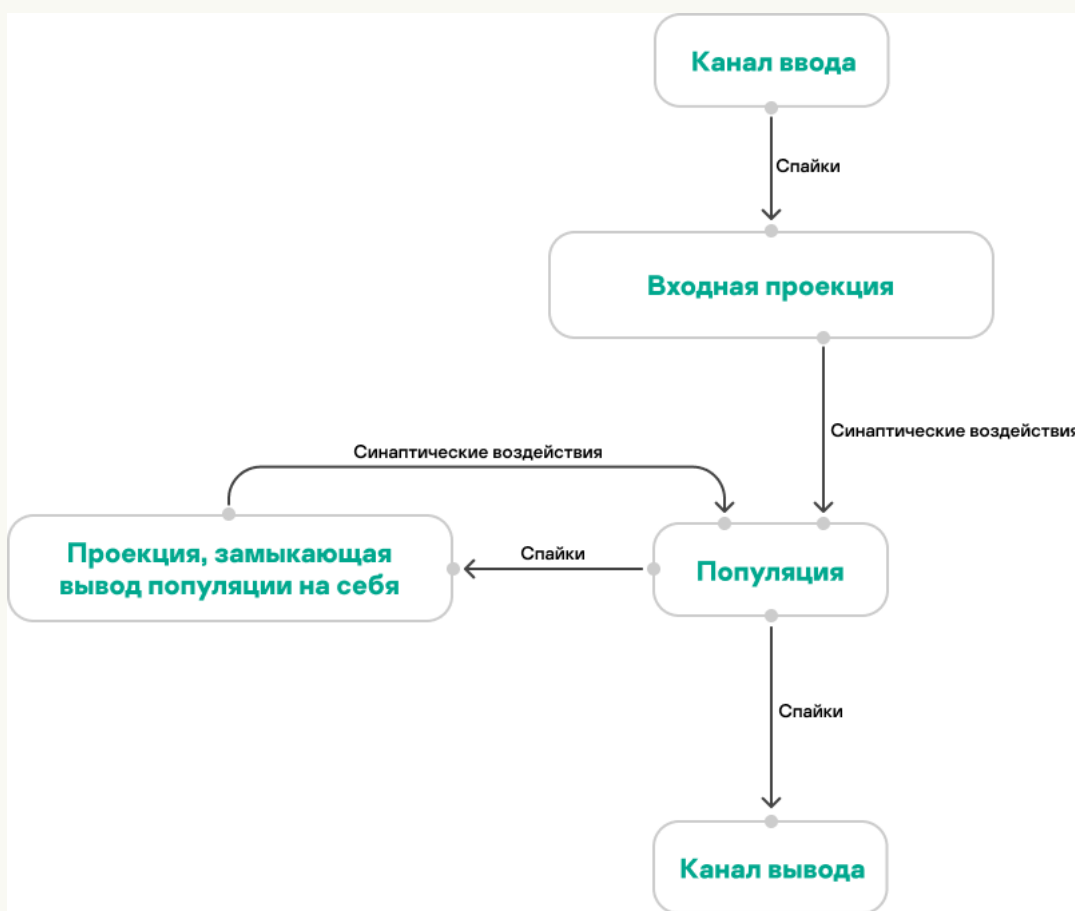 Канал ввода
Спайки
Входная проекция
Синаптические воздействия
Синаптические воздействия
Проекция, замыкающая
вывод популяции на себя
Спайки
Популяция
Спайки
Канал вывода